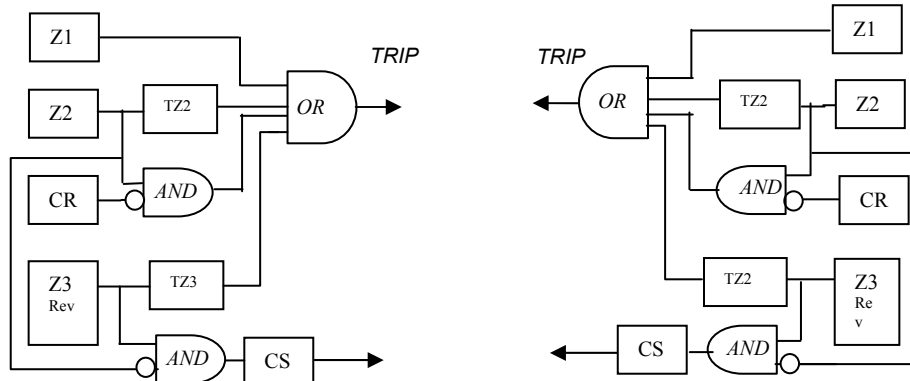 Z1
TRIP
Z2
TZ2
OR
CR
AND
Z3
Rev
TZ3
AND
CS
Z1
TRIP
OR
TZ2
Z2
AND
CR
TZ2
Z3
Re
v
CS
AND